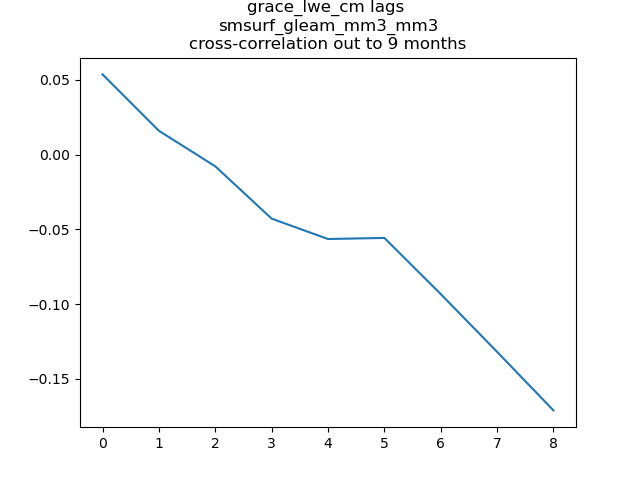 grace_lwe_cm lags
smsurf_gleam_mm3_mm3
cross-correlation out to 9 months
0.05
0.00
−0.05
−0.10
−0.15
0 1 2 3 4 5 6 7 8